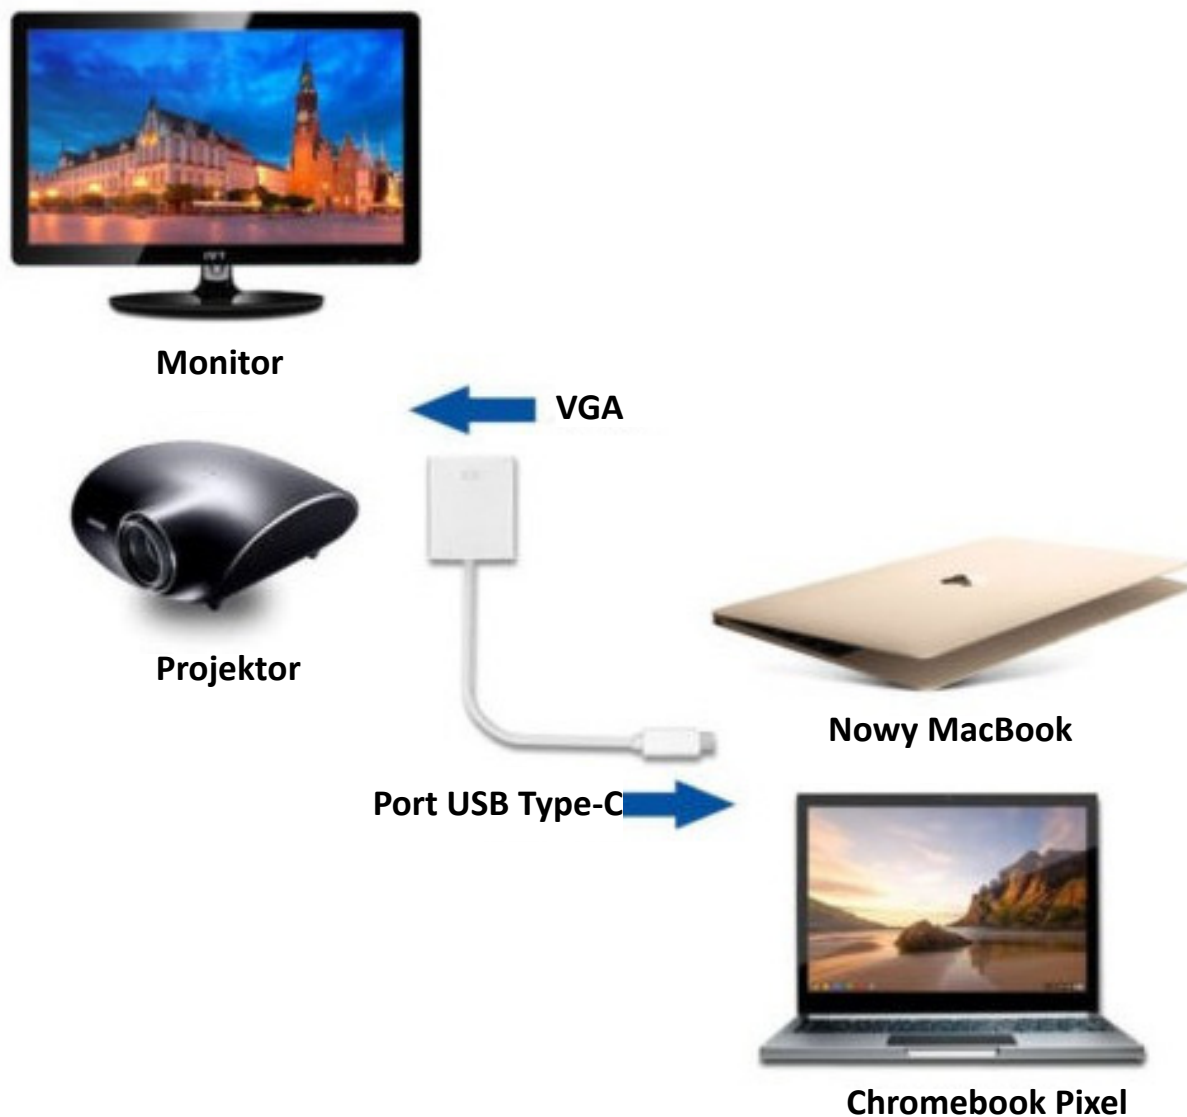 Monitor
VGA
Projektor
Nowy MacBook
Port USB Type-C
Chromebook Pixel